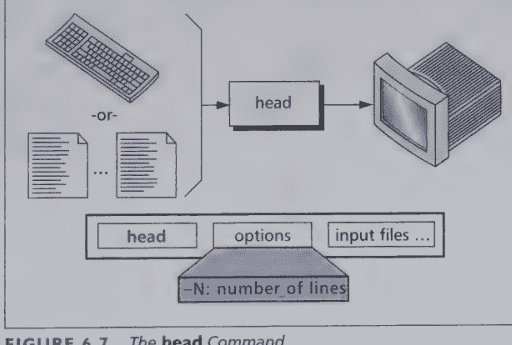 -or-
...
head
head
options
input files ...
–N: number of lines
FIGURE 6.7 The head Command